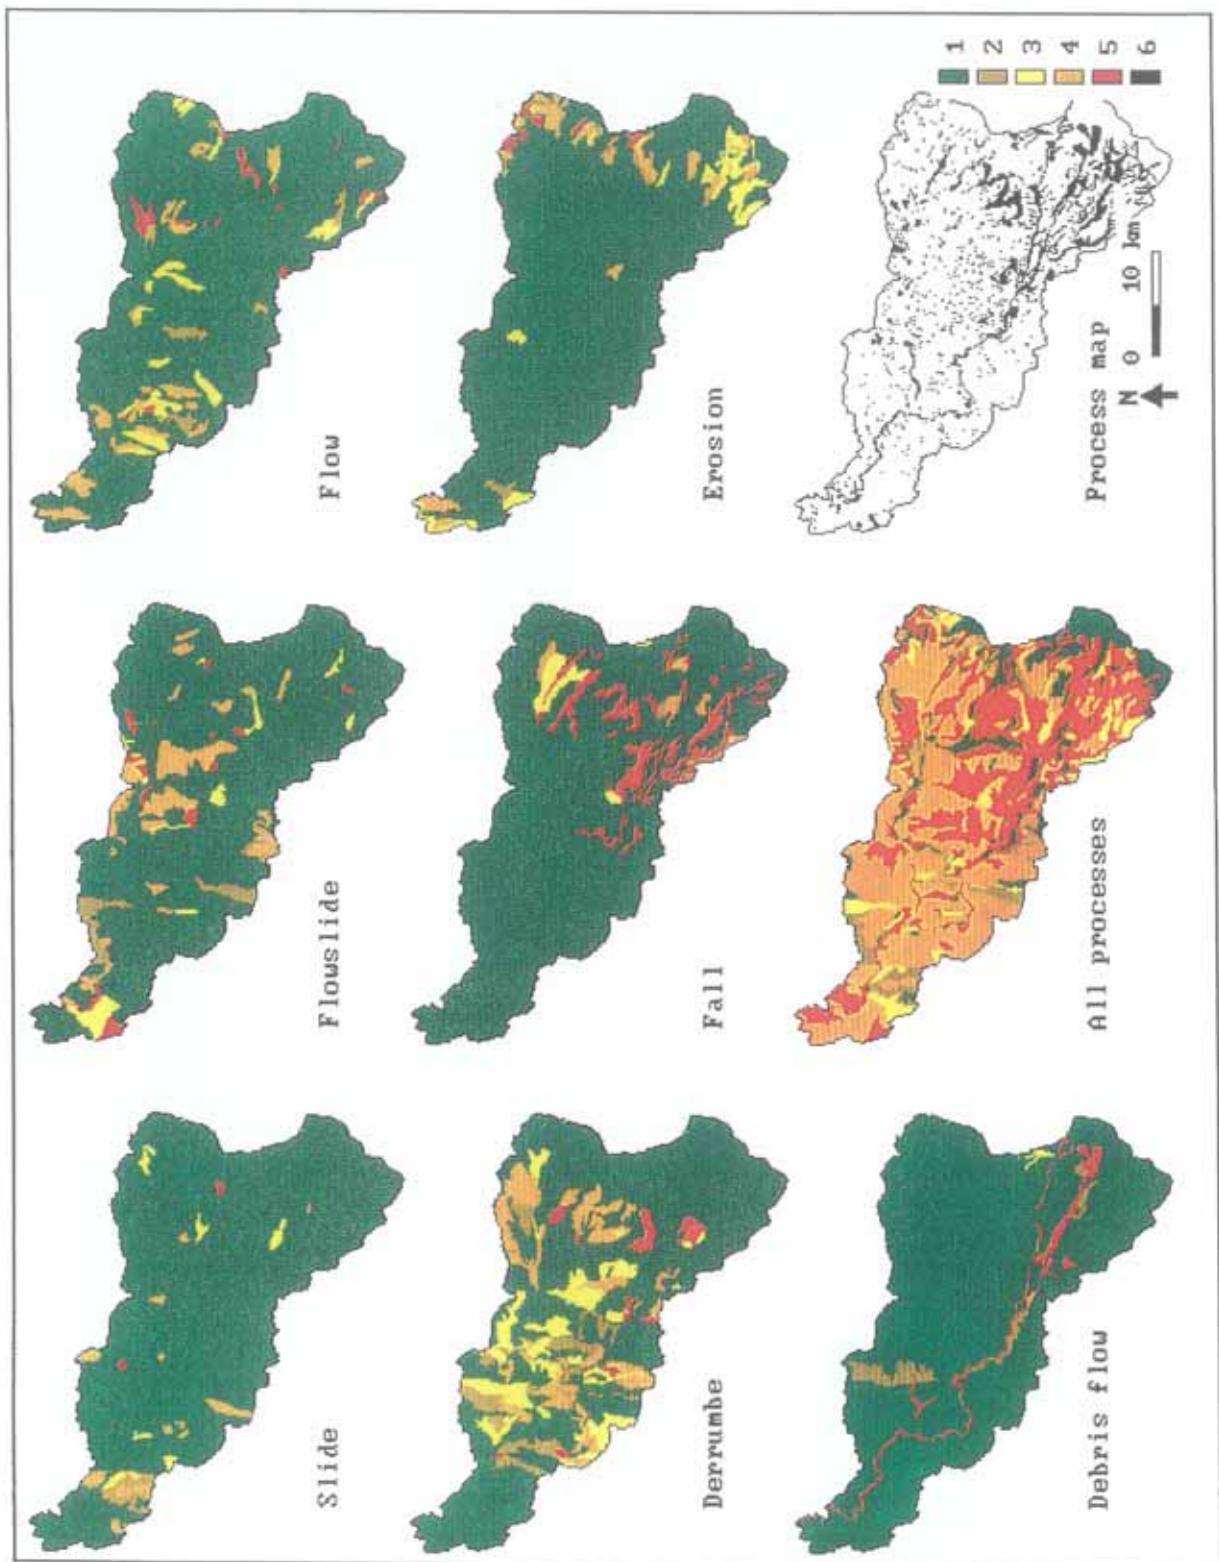 Slide
Flowslide
Flow
Derrumbe
Fall
Erosion
Debris flow
All processes
Process map
N 0 10 km
1
2
3
4
5
6